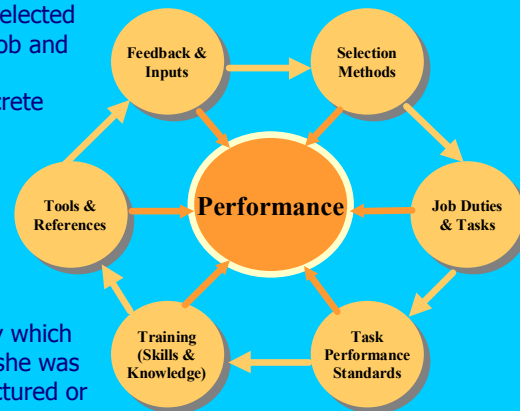 elected
ob and
crete
y which
she was
ctured or
Feedback &
Inputs
Selection
Methods
Tools &
References
Performance
Job Duties
& Tasks
Training
(Skills &
Knowledge)
Task
Performance
Standards